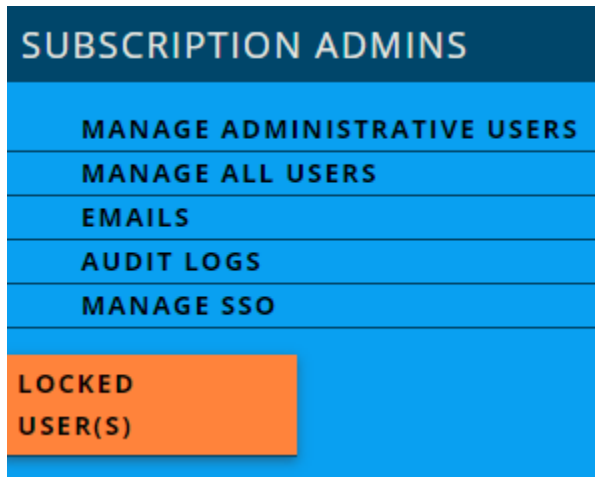 SUBSCRIPTION ADMINS
MANAGE ADMINISTRATIVE USERS
MANAGE ALL USERS
EMAILS
AUDIT LOGS
MANAGE SSO
LOCKED
USER(S)